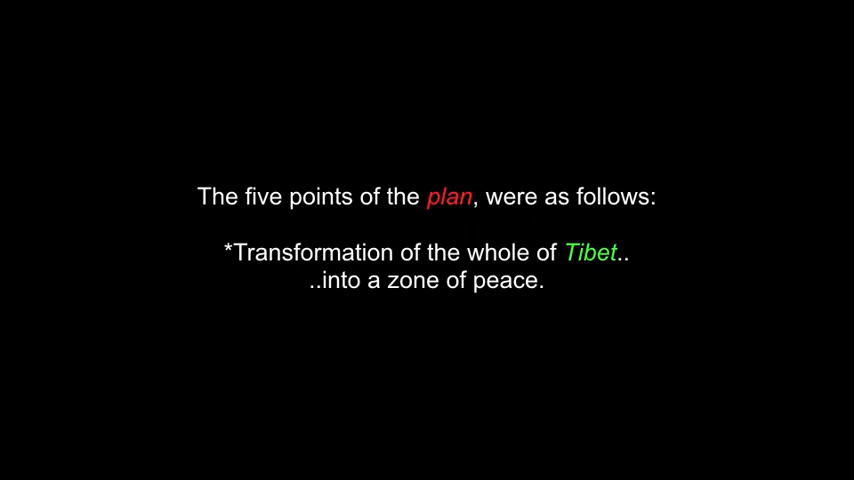 The five points of the plan, were as follows:
*Transformation of the whole of Tibet..
..into a zone of peace.